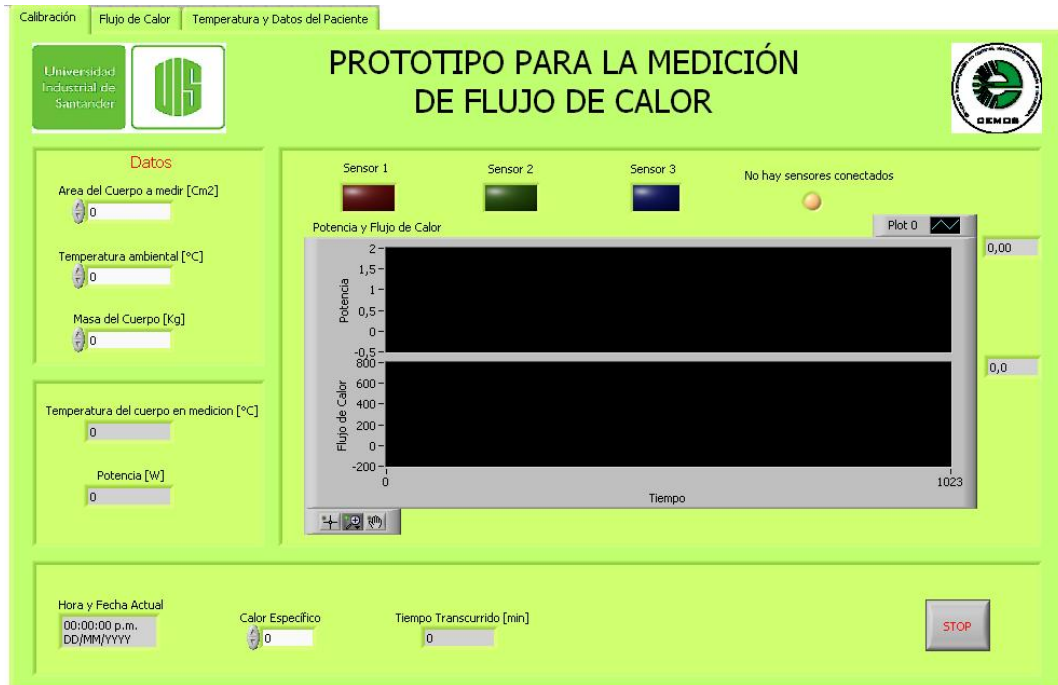 Calibración
Flujo de Calor
Temperatura y Datos del Paciente
Universidad
Industrial de
Santander
PROTOTIPO PARA LA MEDICIÓN
DE FLUJO DE CALOR
CEMOS
Datos
Area del Cuerpo a medir [Cm2]
0
Temperatura ambiental [°C]
0
Masa del Cuerpo [Kg]
0
Temperatura del cuerpo en medicion [°C]
0
Potencia [W]
0
Sensor 1
Sensor 2
Sensor 3
No hay sensores conectados
Potencia y Flujo de Calor
Plot 0
2
1,5
1
0,5
0
-0,5
Potencia
0,00
800
600
400
200
0
-200
Flujo de Calor
0,0
0
1023
Tiempo
Hora y Fecha Actual
00:00:00 p.m.
DD/MM/YYYY
Calor Específico
0
Tiempo Transcurrido [min]
0
STOP